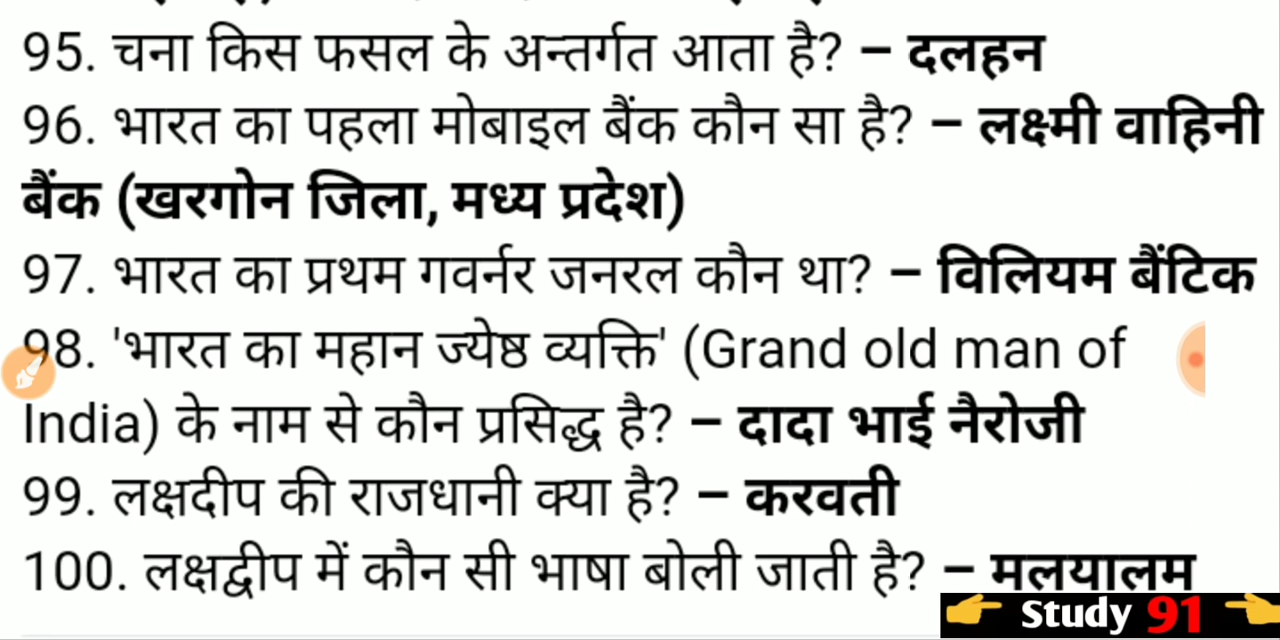 95. चना किस फसल के अन्तर्गत आता है? – दलहन
96. भारत का पहला मोबाइल बैंक कौन सा है? – लक्ष्मी वाहिनी
बैंक (खरगोन जिला, मध्य प्रदेश)
97. भारत का प्रथम गवर्नर जनरल कौन था? – विलियम बैंटिक
98. 'भारत का महान ज्येष्ठ व्यक्ति' (Grand old man of
India) के नाम से कौन प्रसिद्ध है? – दादा भाई नैरोजी
99. लक्षदीप की राजधानी क्या है? – करवती
100. लक्षद्वीप में कौन सी भाषा बोली जाती है? – मलयालम
Study 91